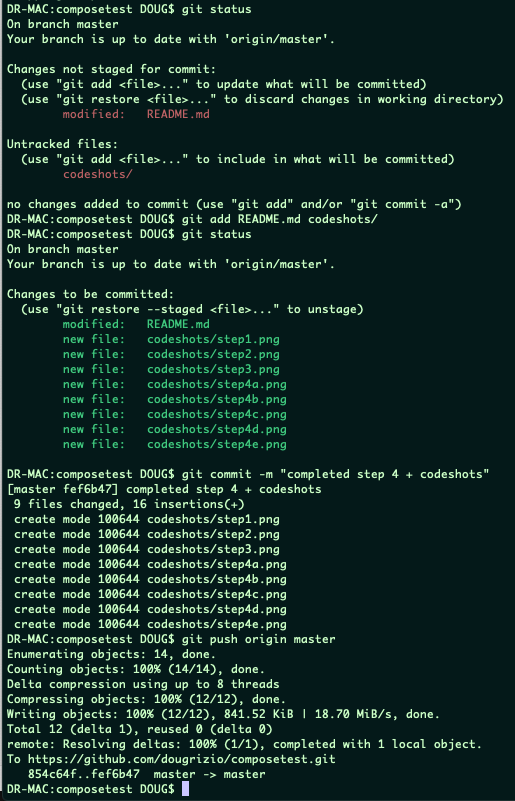 DR-MAC:composetest DOUG$ git status
On branch master
Your branch is up to date with 'origin/master'.
Changes not staged for commit:
(use "git add <file>..." to update what will be committed)
(use "git restore <file>..." to discard changes in working directory)
modified:   README.md
Untracked files:
(use "git add <file>..." to include in what will be committed)
codeshots/
no changes added to commit (use "git add" and/or "git commit -a")
DR-MAC:composetest DOUG$ git add README.md codeshots/
DR-MAC:composetest DOUG$ git status
On branch master
Your branch is up to date with 'origin/master'.
Changes to be committed:
(use "git restore --staged <file>..." to unstage)
modified:   README.md
new file:   codeshots/step1.png
new file:   codeshots/step2.png
new file:   codeshots/step3.png
new file:   codeshots/step4a.png
new file:   codeshots/step4b.png
new file:   codeshots/step4c.png
new file:   codeshots/step4d.png
new file:   codeshots/step4e.png
DR-MAC:composetest DOUG$ git commit -m "completed step 4 + codeshots"
[master fef6b47] completed step 4 + codeshots
9 files changed, 16 insertions(+)
create mode 100644 codeshots/step1.png
create mode 100644 codeshots/step2.png
create mode 100644 codeshots/step3.png
create mode 100644 codeshots/step4a.png
create mode 100644 codeshots/step4b.png
create mode 100644 codeshots/step4c.png
create mode 100644 codeshots/step4d.png
create mode 100644 codeshots/step4e.png
DR-MAC:composetest DOUG$ git push origin master
Enumerating objects: 14, done.
Counting objects: 100% (14/14), done.
Delta compression using up to 8 threads
Compressing objects: 100% (12/12), done.
Writing objects: 100% (12/12), 841.52 KiB | 18.70 MiB/s, done.
Total 12 (delta 1), reused 0 (delta 0)
remote: Resolving deltas: 100% (1/1), completed with 1 local object.
To https://github.com/dougrizio/composetest.git
854c64f..fef6b47  master -> master
DR-MAC:composetest DOUG$